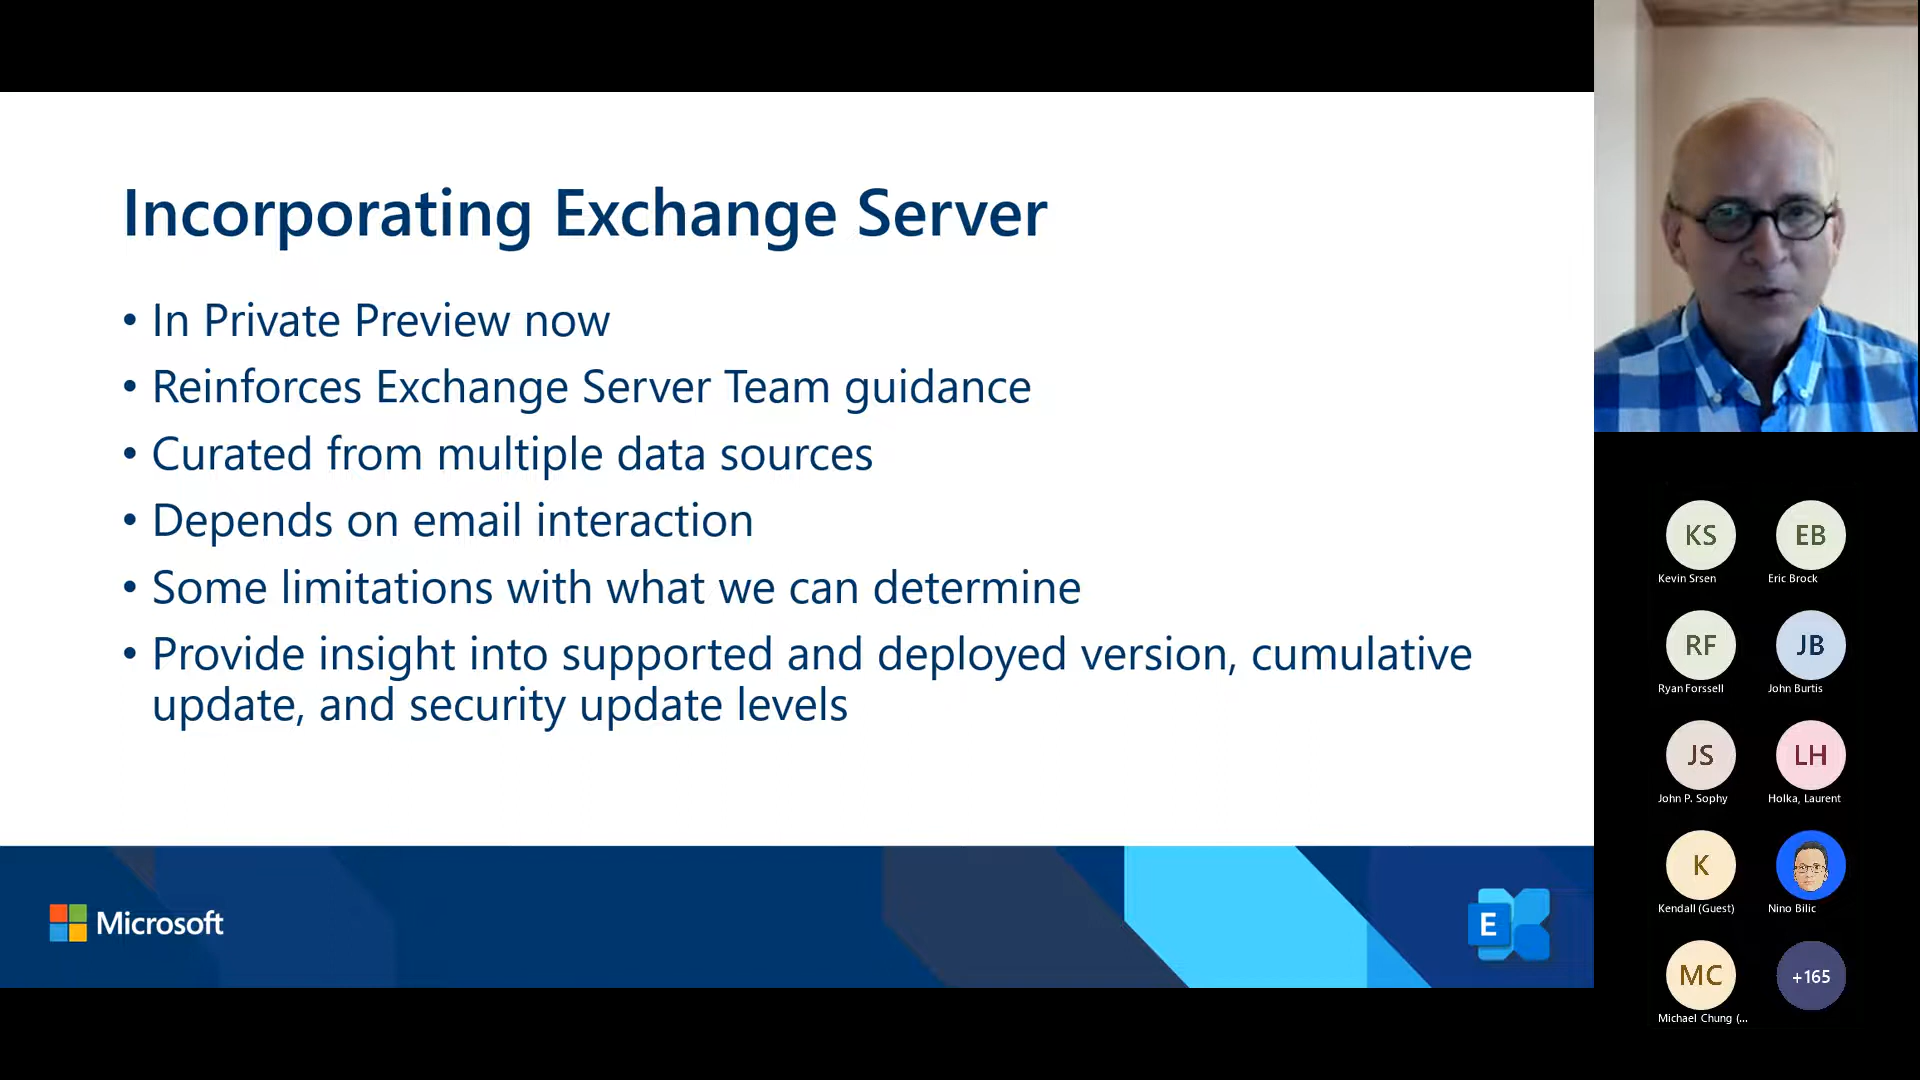 Incorporating Exchange Server
• In Private Preview now
• Reinforces Exchange Server Team guidance
• Curated from multiple data sources
• Depends on email interaction
• Some limitations with what we can determine
• Provide insight into supported and deployed version, cumulative
update, and security update levels
Microsoft
E
KS
EB
Kevin Srsen
Eric Brock
RF
JB
Ryan Forssell
John Burtis
JS
LH
John P. Sophy
Holka, Laurent
K
Kendall (Guest)
Nino Bilic
MC
+165
Michael Chung (...